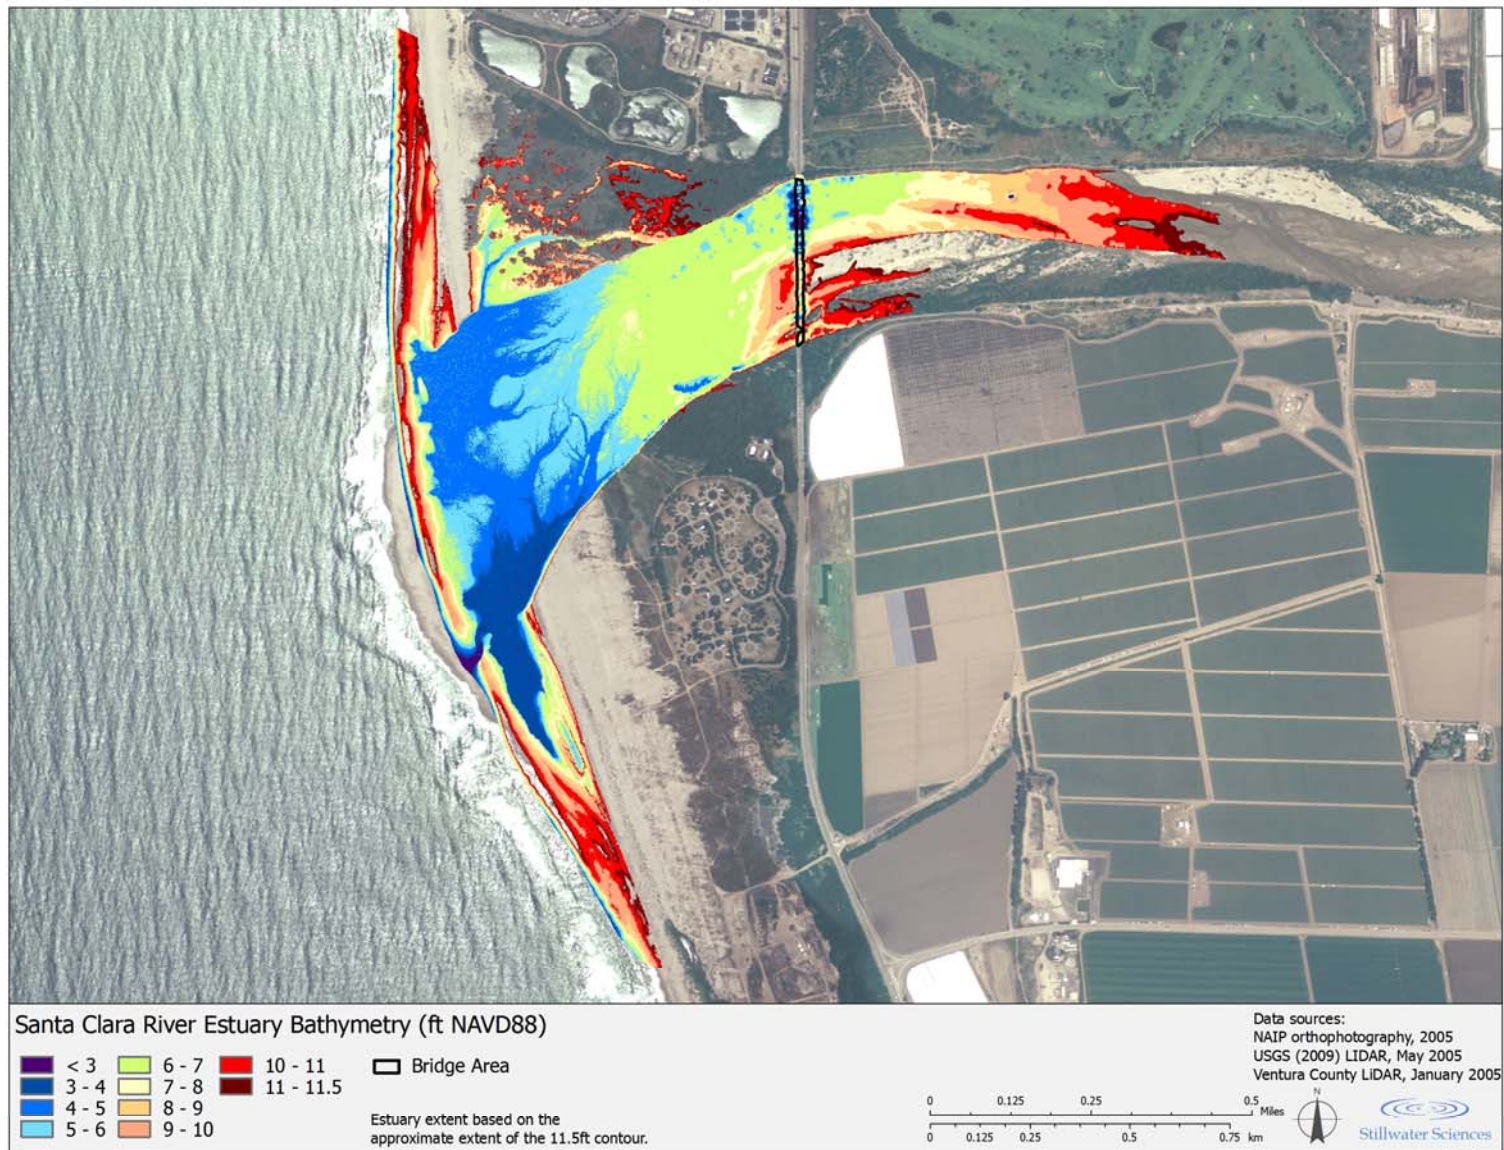 Santa Clara River Estuary Bathymetry (ft NAVD88)
< 3
3 - 4
4 - 5
5 - 6
6 - 7
7 - 8
8 - 9
9 - 10
10 - 11
11 - 11.5
Bridge Area
Estuary extent based on the
approximate extent of the 11.5ft contour.
Data sources:
NAIP orthophotography, 2005
USGS (2009) LIDAR, May 2005
Ventura County LiDAR, January 2005
0 0.125 0.25 0.5 Miles
0 0.125 0.25 0.5 0.75 km
N
Stillwater Sciences